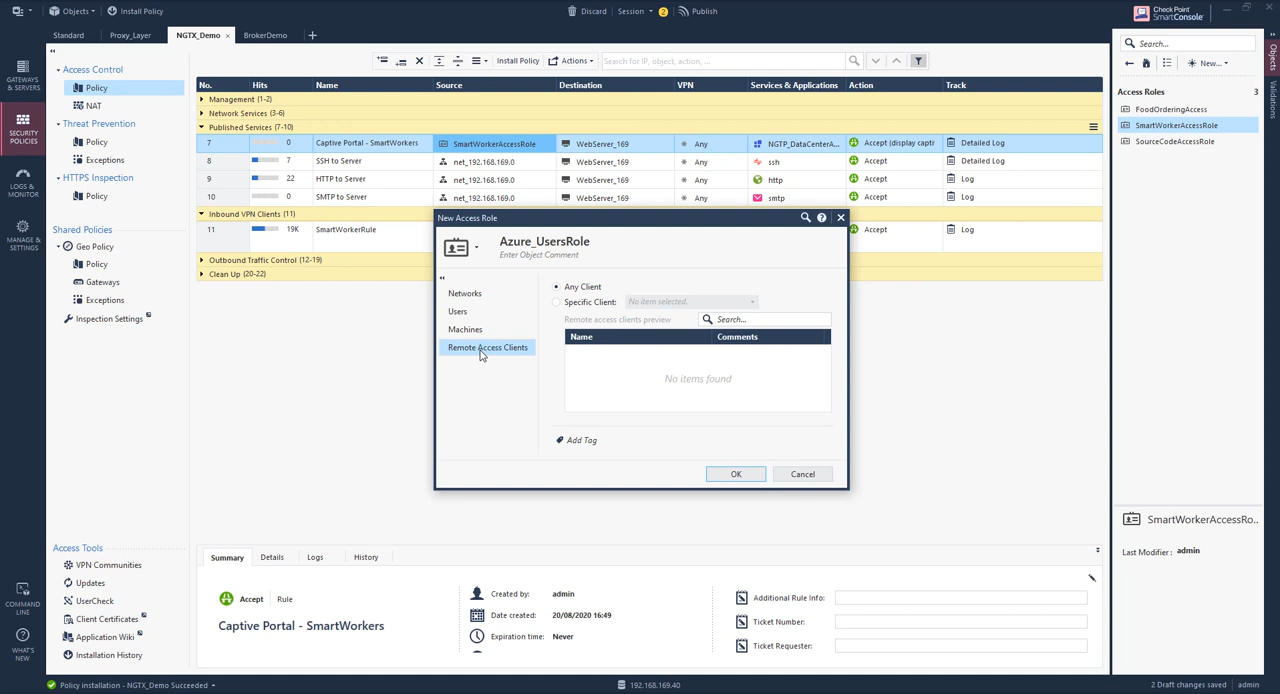 Objects
Install Policy
Discard
Session
2
Publish
Check Point
SmartConsole
Standard
Proxy_Layer
NGTX_Demo
BrokerDemo
GATEWAYS
& SERVERS
SECURITY
POLICIES
LOGS &
MONITOR
MANAGE &
SETTINGS
COMMAND
LINE
WHAT'S
NEW
Access Control
Policy
NAT
Threat Prevention
Policy
Exceptions
HTTPS Inspection
Policy
Shared Policies
Geo Policy
Policy
Gateways
Exceptions
Inspection Settings
Access Tools
VPN Communities
Updates
UserCheck
Client Certificates
Application Wiki
Installation History
Install Policy
Actions
Search for IP, object, action, ...
No. Hits Name Source Destination VPN Services & Applications Action Track
Management (1-2)
Network Services (3-6)
Published Services (7-10)
7 0 Captive Portal - SmartWorkers SmartWorkerAccessRole WebServer_169 Any NGTP_DataCenterA... Accept (display capti Detailed Log
8 7 SSH to Server net_192.168.169.0 WebServer_169 Any ssh Accept Detailed Log
9 22 HTTP to Server net_192.168.169.0 WebServer_169 Any http Accept Log
10 0 SMTP to Server net_192.168.169.0 WebServer_169 Any smtp Accept Log
Inbound VPN Clients (11)
11 19K SmartWorkerRule Accept Log
Outbound Traffic Control (12-19)
Clean Up (20-22)
New Access Role
Azure_UsersRole
Enter Object Comment
Networks
Users
Machines
Remote Access Clients
Any Client
Specific Client: No item selected.
Remote access clients preview Search...
Name Comments
No items found
Add Tag
OK Cancel
Summary Details Logs History
Accept Rule
Captive Portal - SmartWorkers
Created by: admin
Date created: 20/08/2020 16:49
Expiration time: Never
Additional Rule Info:
Ticket Number:
Ticket Requester:
Search...
New...
Access Roles 3
FoodOrderingAccess
SmartWorkerAccessRole
SourceCodeAccessRole
SmartWorkerAccessRo..
Last Modifier : admin
Objects
Validations
Policy installation - NGTX_Demo Succeeded
192.168.169.40
2 Draft changes saved
admin